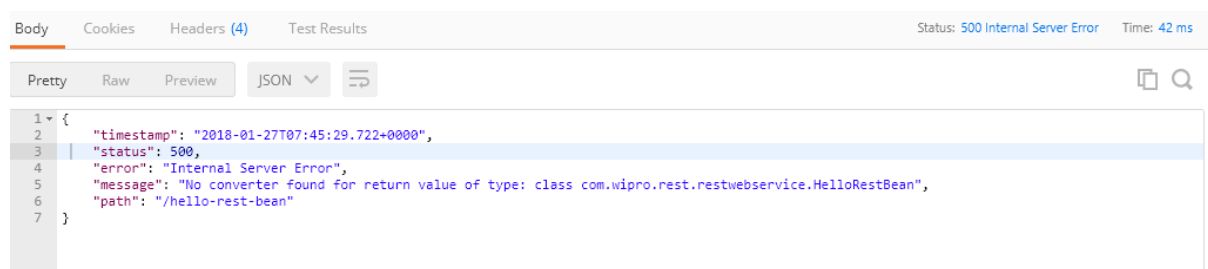 Body Cookies Headers (4) Test Results Status: 500 Internal Server Error Time: 42 ms
Pretty Raw Preview JSON
1 {
2 "timestamp": "2018-01-27T07:45:29.722+0000",
3 "status": 500,
4 "error": "Internal Server Error",
5 "message": "No converter found for return value of type: class com.wipro.rest.restwebservice.HelloRestBean",
6 "path": "/hello-rest-bean"
7 }